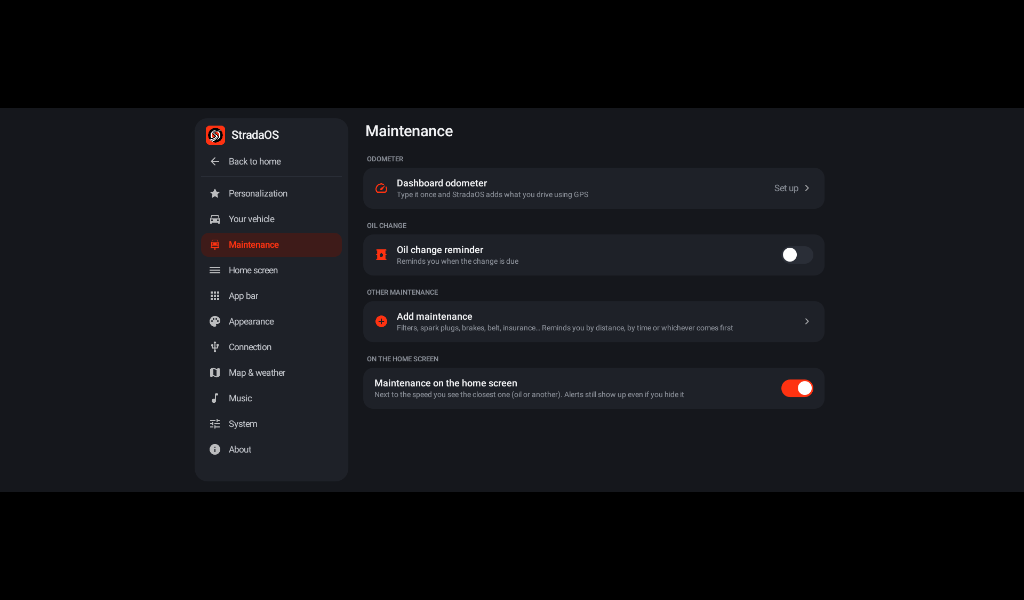 StradaOS
Back to home
Personalization
Your vehicle
Maintenance
Home screen
App bar
Appearance
Connection
Map & weather
Music
System
About
Maintenance
ODOMETER
Dashboard odometer
Type it once and StradaOS adds what you drive using GPS
Set up
OIL CHANGE
Oil change reminder
Reminds you when the change is due
OTHER MAINTENANCE
Add maintenance
Filters, spark plugs, brakes, belt, insurance... Reminds you by distance, by time or whichever comes first
ON THE HOME SCREEN
Maintenance on the home screen
Next to the speed you see the closest one (oil or another). Alerts still show up even if you hide it